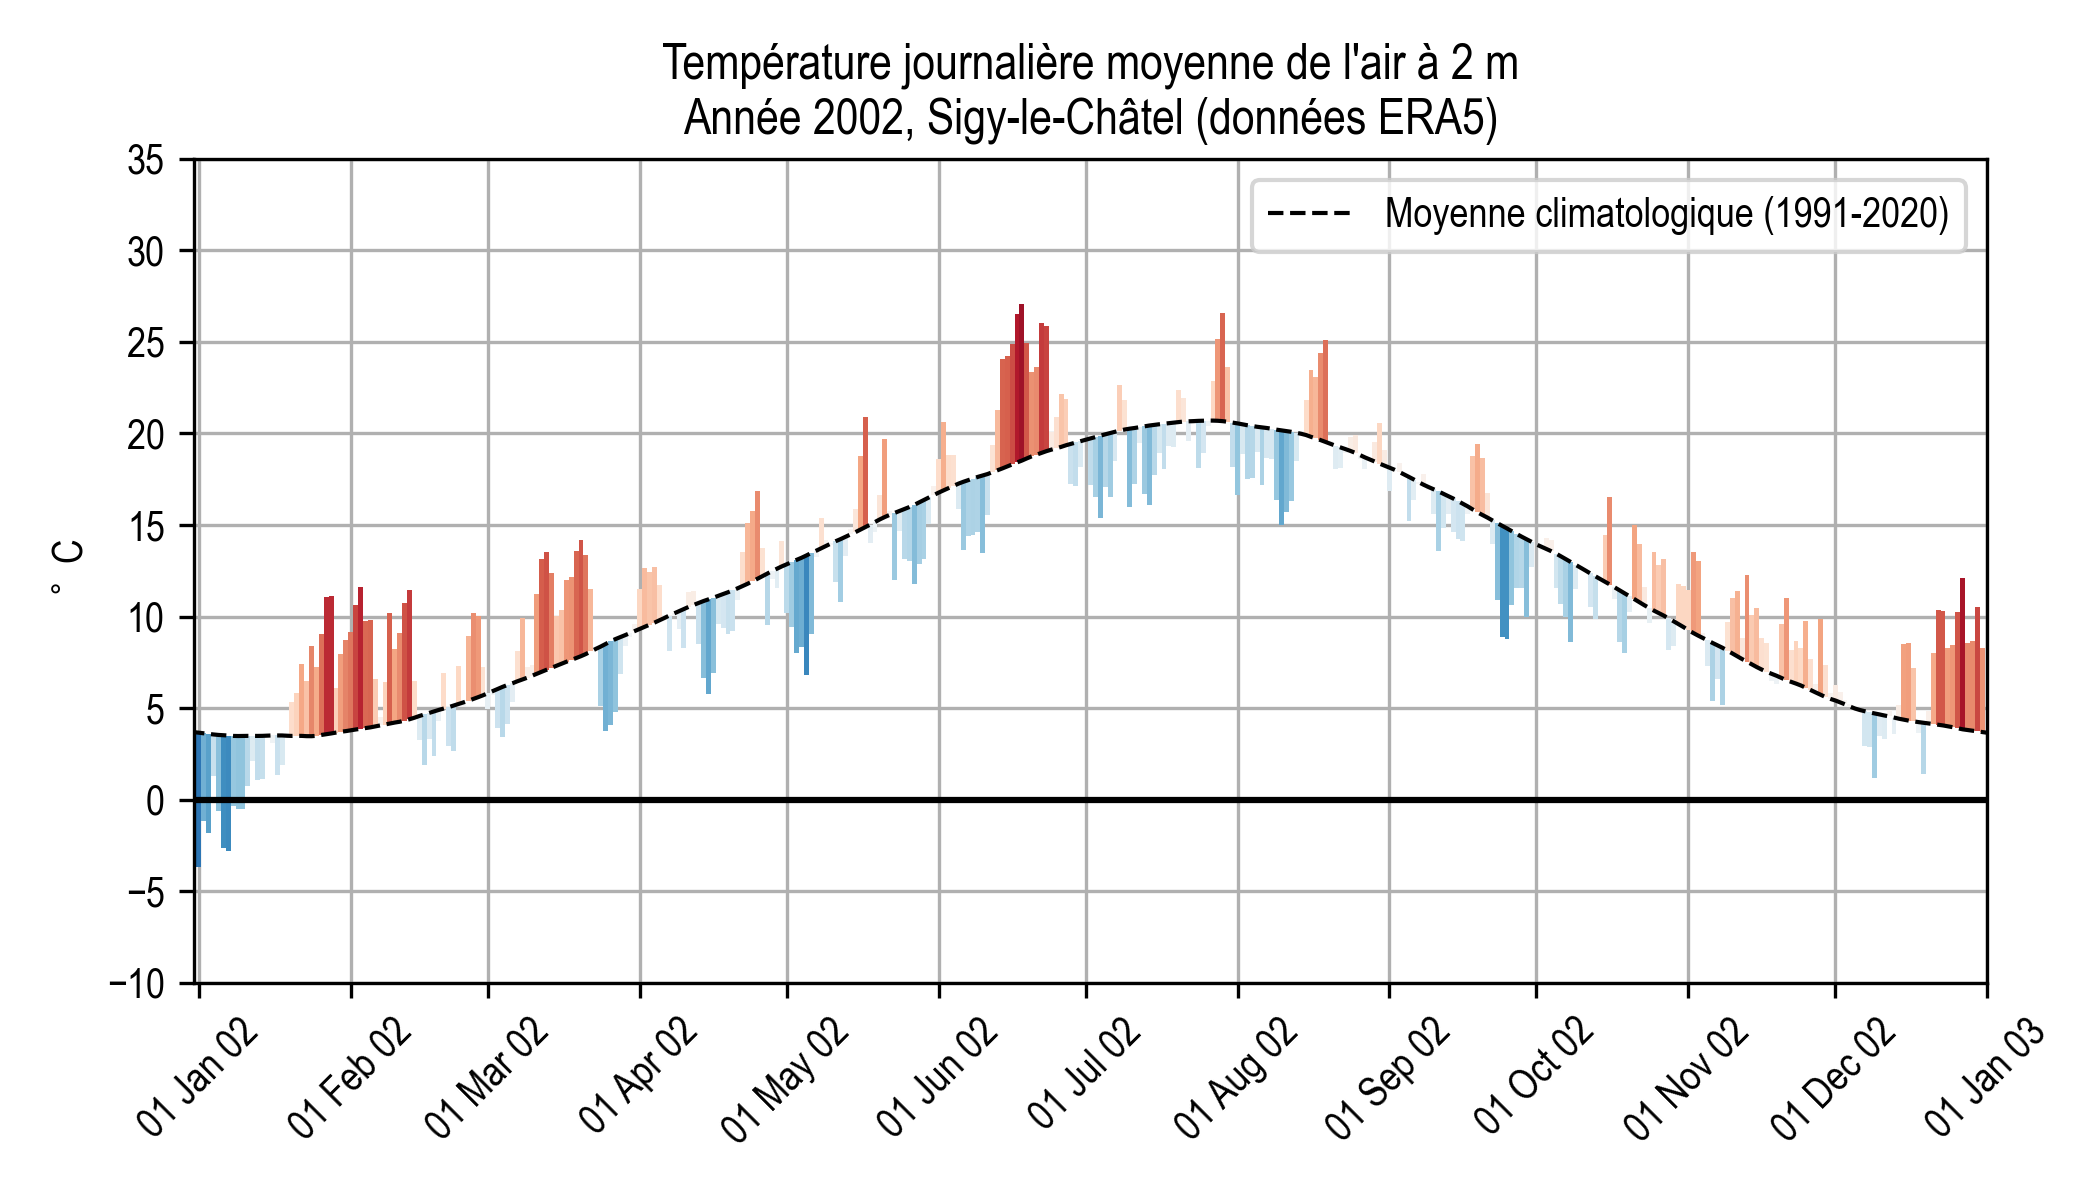 Température journalière moyenne de l'air à 2 m
Année 2002, Sigy-le-Châtel (données ERA5)
Moyenne climatologique (1991-2020)
35
30
25
20
15
10
5
0
−5
−10
° C
01 Jan 02
01 Feb 02
01 Mar 02
01 Apr 02
01 May 02
01 Jun 02
01 Jul 02
01 Aug 02
01 Sep 02
01 Oct 02
01 Nov 02
01 Dec 02
01 Jan 03